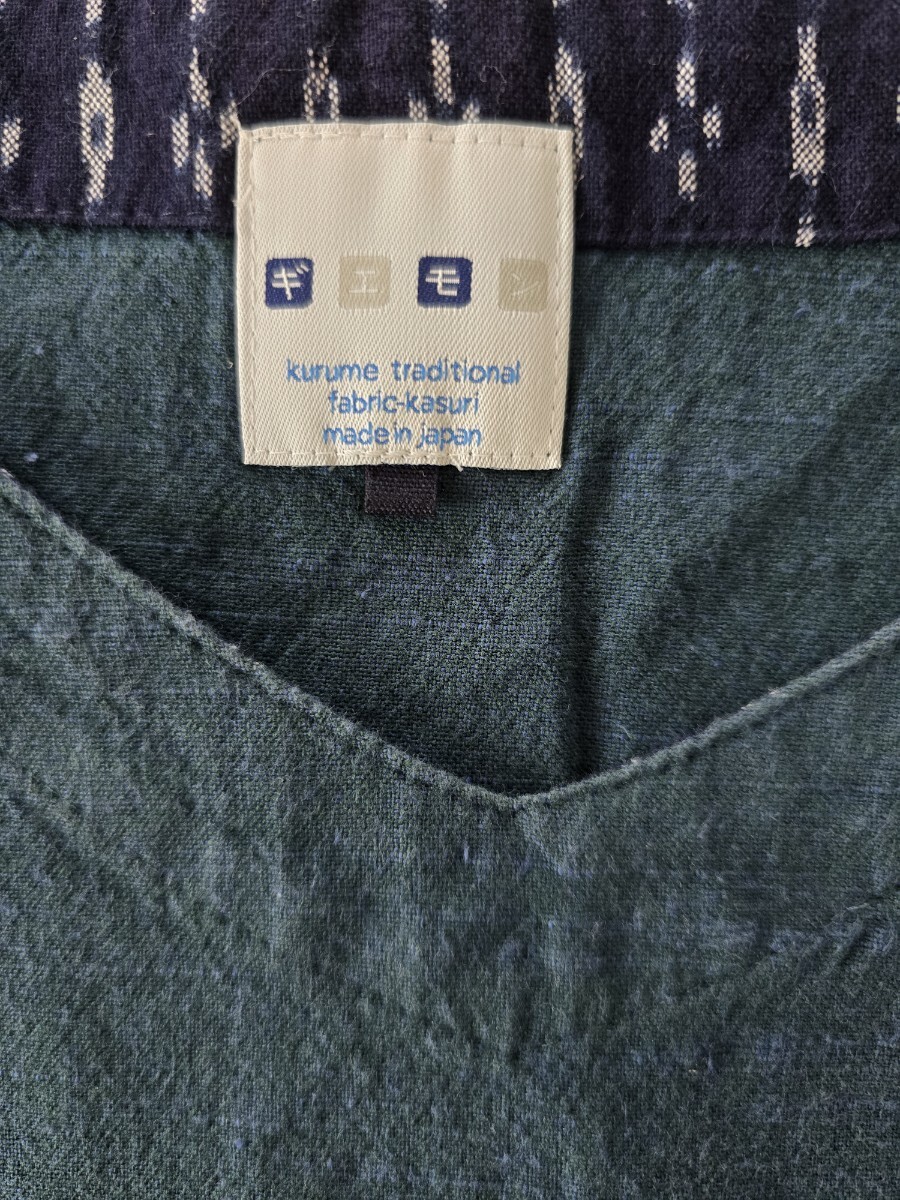 ギエモン
kurume traditional
fabric-kasuri
made in japan